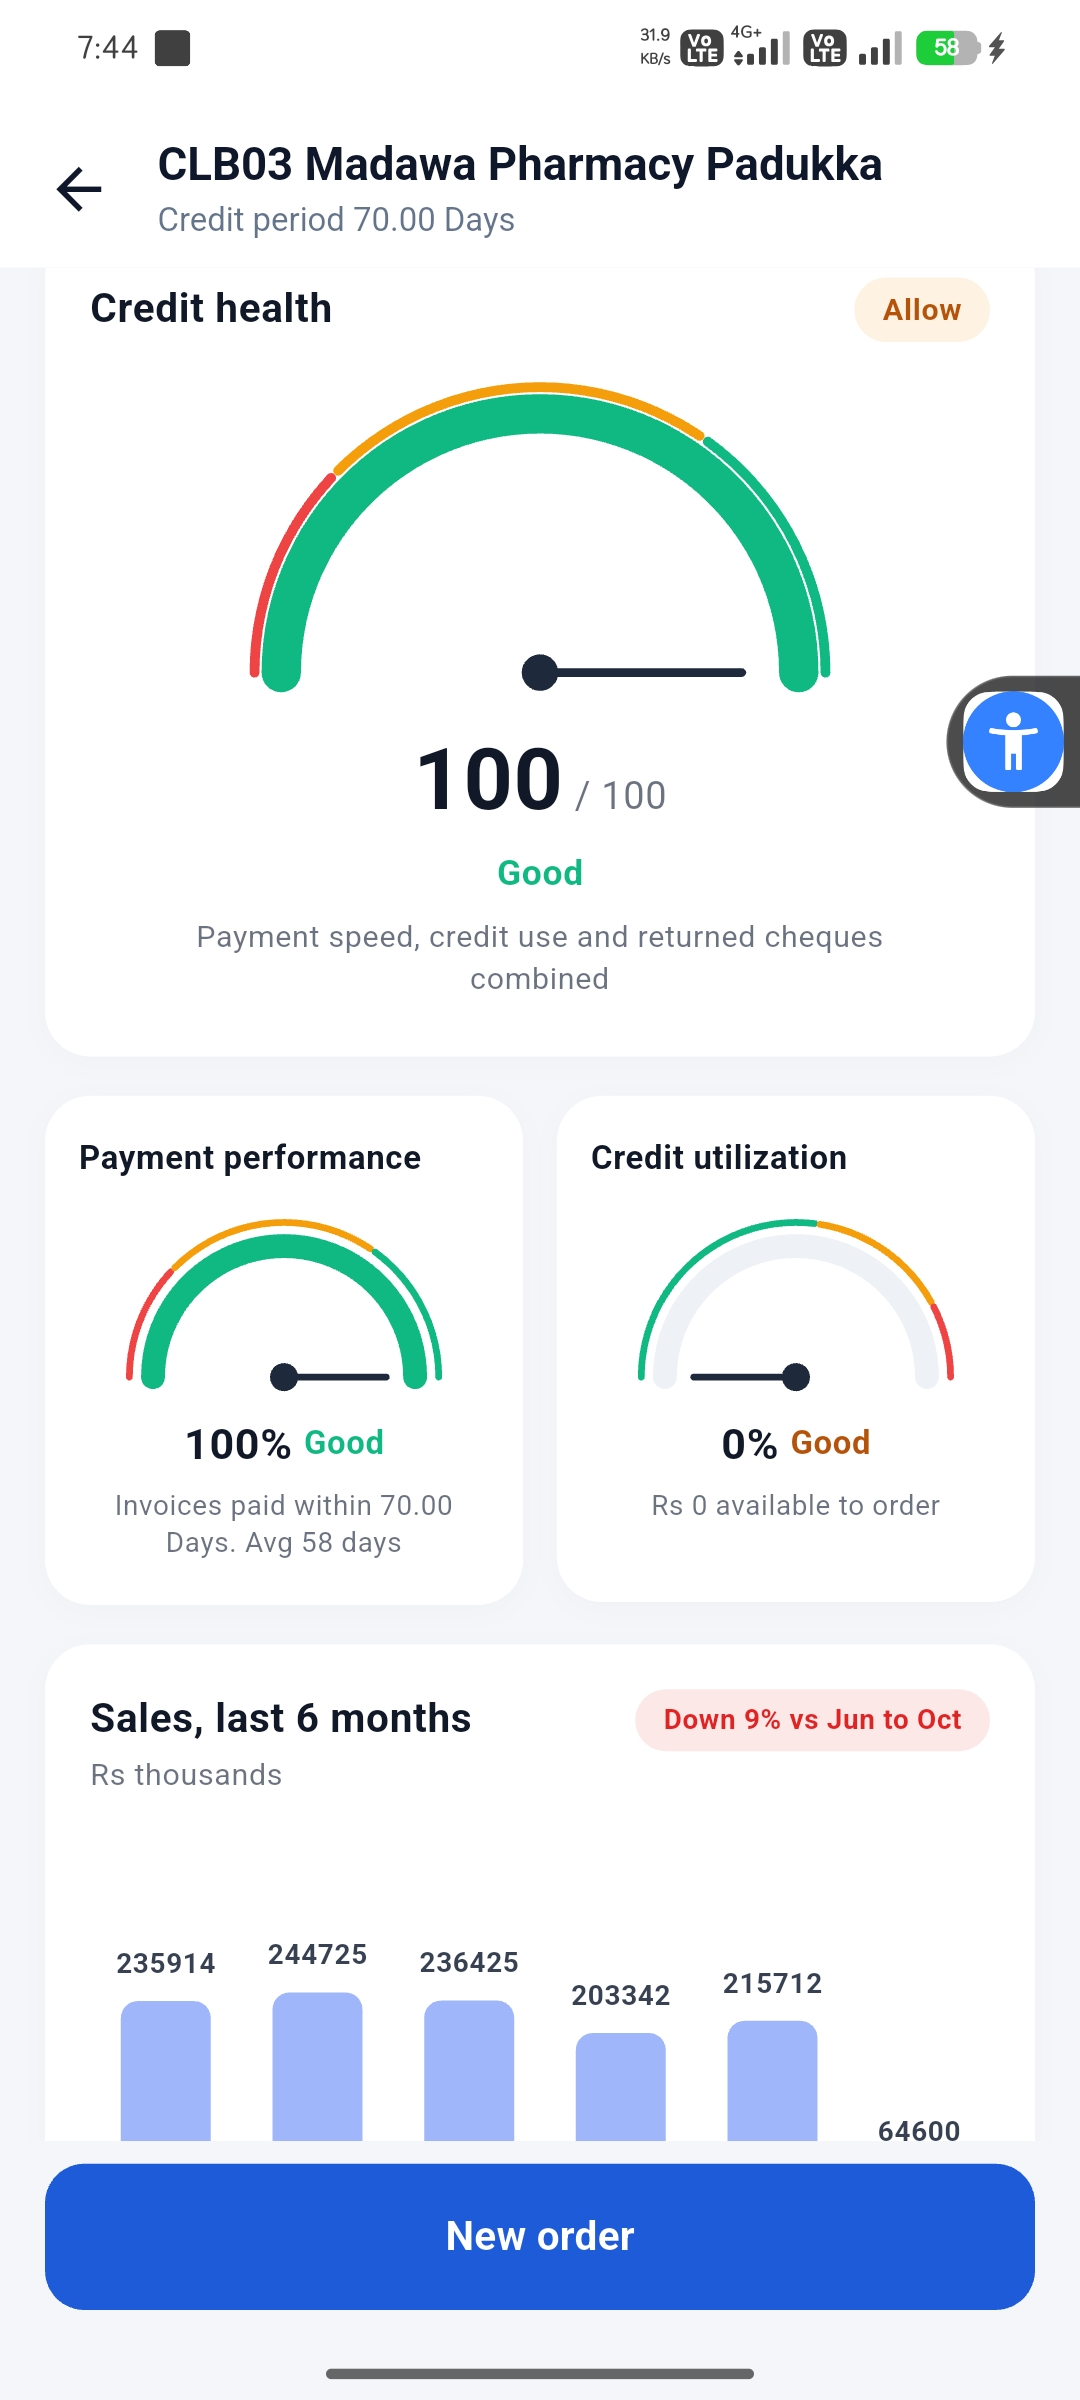 7:44
31.9 KB/s Vo LTE 4G+ Vo LTE 58
CLB03 Madawa Pharmacy Padukka
Credit period 70.00 Days
Credit health
Allow
100 / 100
Good
Payment speed, credit use and returned cheques
combined
Payment performance
100% Good
Invoices paid within 70.00
Days. Avg 58 days
Credit utilization
0% Good
Rs 0 available to order
Sales, last 6 months
Down 9% vs Jun to Oct
Rs thousands
235914 244725 236425 203342 215712 64600
New order